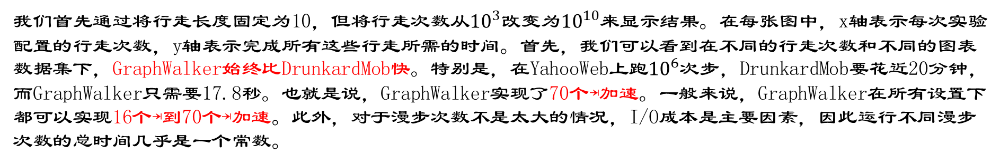 我们首先通过将行走长度固定为10，但将行走次数从10³改变为10¹⁰来显示结果。在每张图中，x轴表示每次实验
配置的行走次数，y轴表示完成所有这些行走所需的时间。首先，我们可以看到在不同的行走次数和不同的图表
数据集下，GraphWalker始终比DrunkardMob快。特别是，在YahooWeb上跑10⁶次步，DrunkardMob要花近20分钟，
而GraphWalker只需要17.8秒。也就是说，GraphWalker实现了70个⇥加速。一般来说，GraphWalker在所有设置下
都可以实现16个⇥到70个⇥加速。此外，对于漫步次数不是太大的情况，I/O成本是主要因素，因此运行不同漫步
次数的总时间几乎是一个常数。